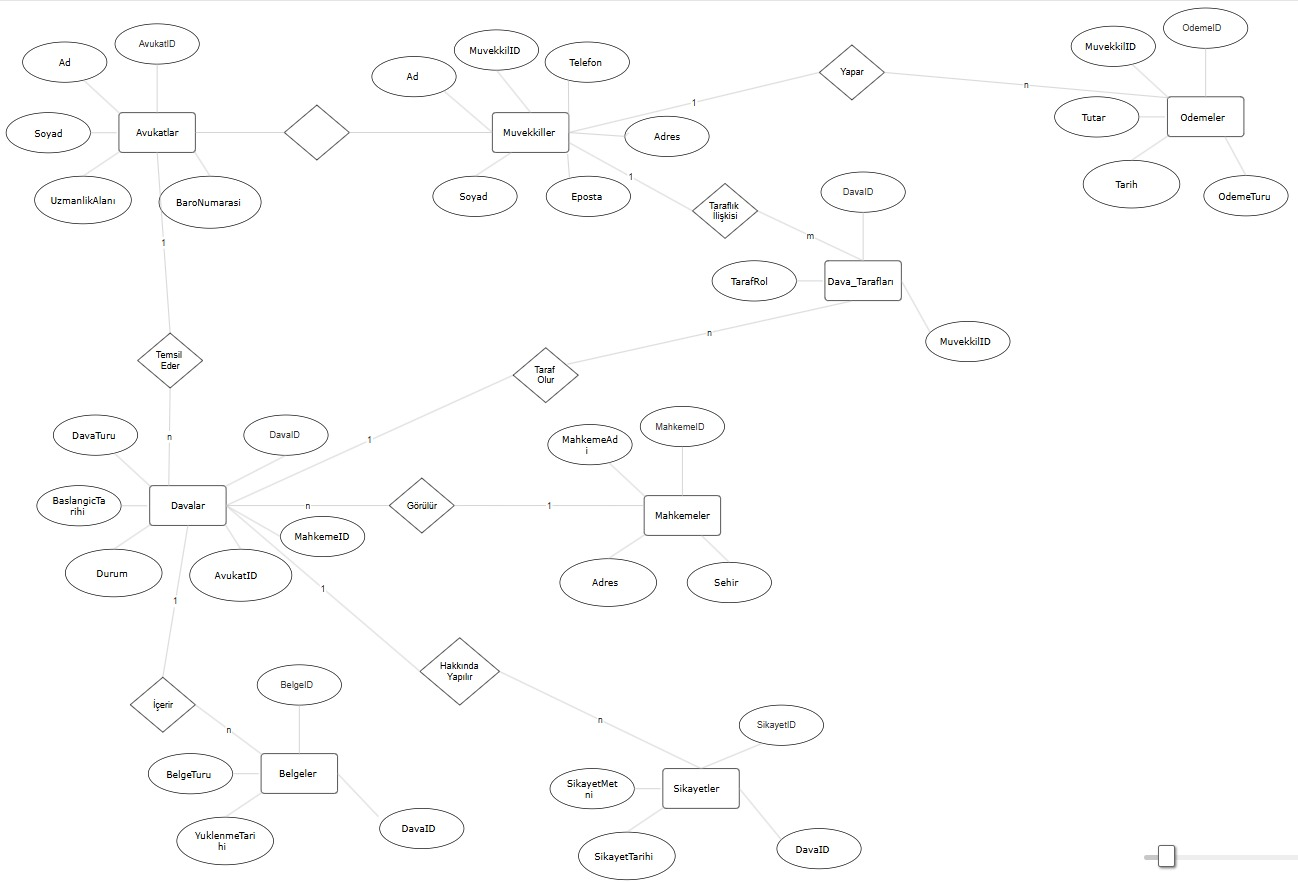 OdemeID
AvukatID
MuvekkilID
MuvekkilID
Ad
Telefon
Ad
Yapar
n
1
Tutar
Odemeler
Soyad
Avukatlar
Muvekkiller
Adres
1
Tarih
DavaID
UzmanlikAlanı
BaroNumarasi
Soyad
Eposta
OdemeTuru
Taraflık
İlişkisi
m
1
TarafRol
Dava_Tarafları
n
MuvekkilID
Temsil
Eder
Taraf
Olur
MahkemeID
DavaTuru
n
DavaID
1
MahkemeAd
i
BaslangicTa
rihi
Davalar
n
Görülür
1
Mahkemeler
MahkemeID
Durum
AvukatID
Adres
Sehir
1
1
Hakkında
Yapılır
BelgeID
İçerir
n
n
SikayetID
BelgeTuru
Belgeler
SikayetMet
ni
Sikayetler
YuklenmeTari
hi
DavaID
SikayetTarihi
DavaID